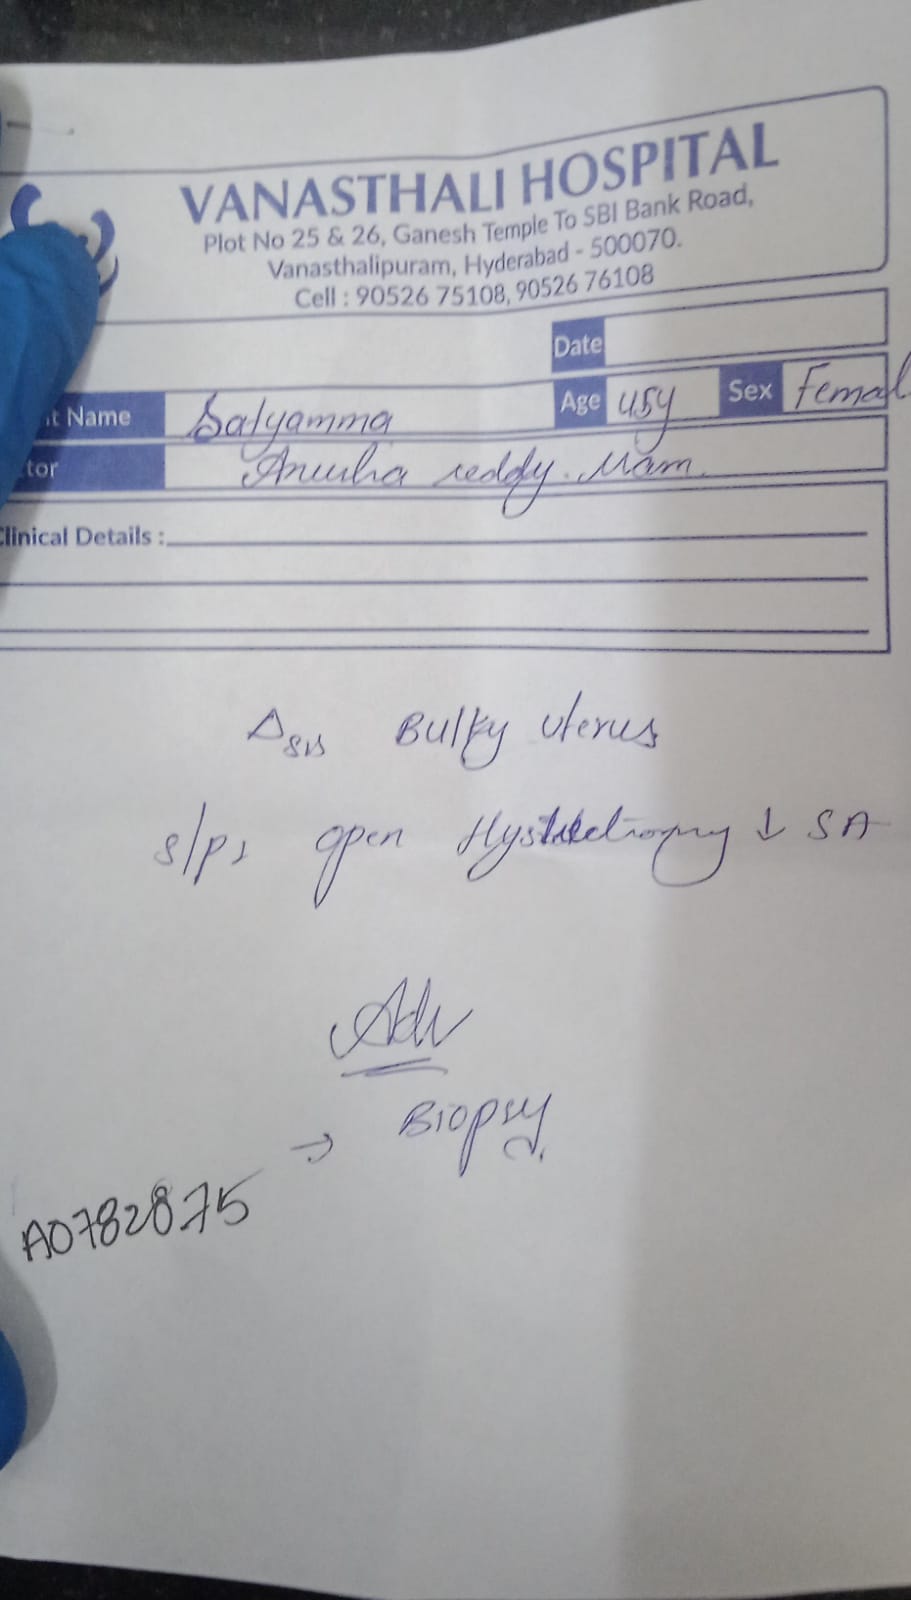 VANASTHALI HOSPITAL
Plot No 25 & 26, Ganesh Temple To SBI Bank Road,
Vanasthalipuram, Hyderabad - 500070.
Cell : 90526 75108, 90526 76108
Date
t Name Satyamma Age 45y Sex Femal
tor Anusha reddy. Mam.
Clinical Details :
Δsis Bulky uterus
s/p, open ↓ SA
Adv
→ Biopsy.
A0782875